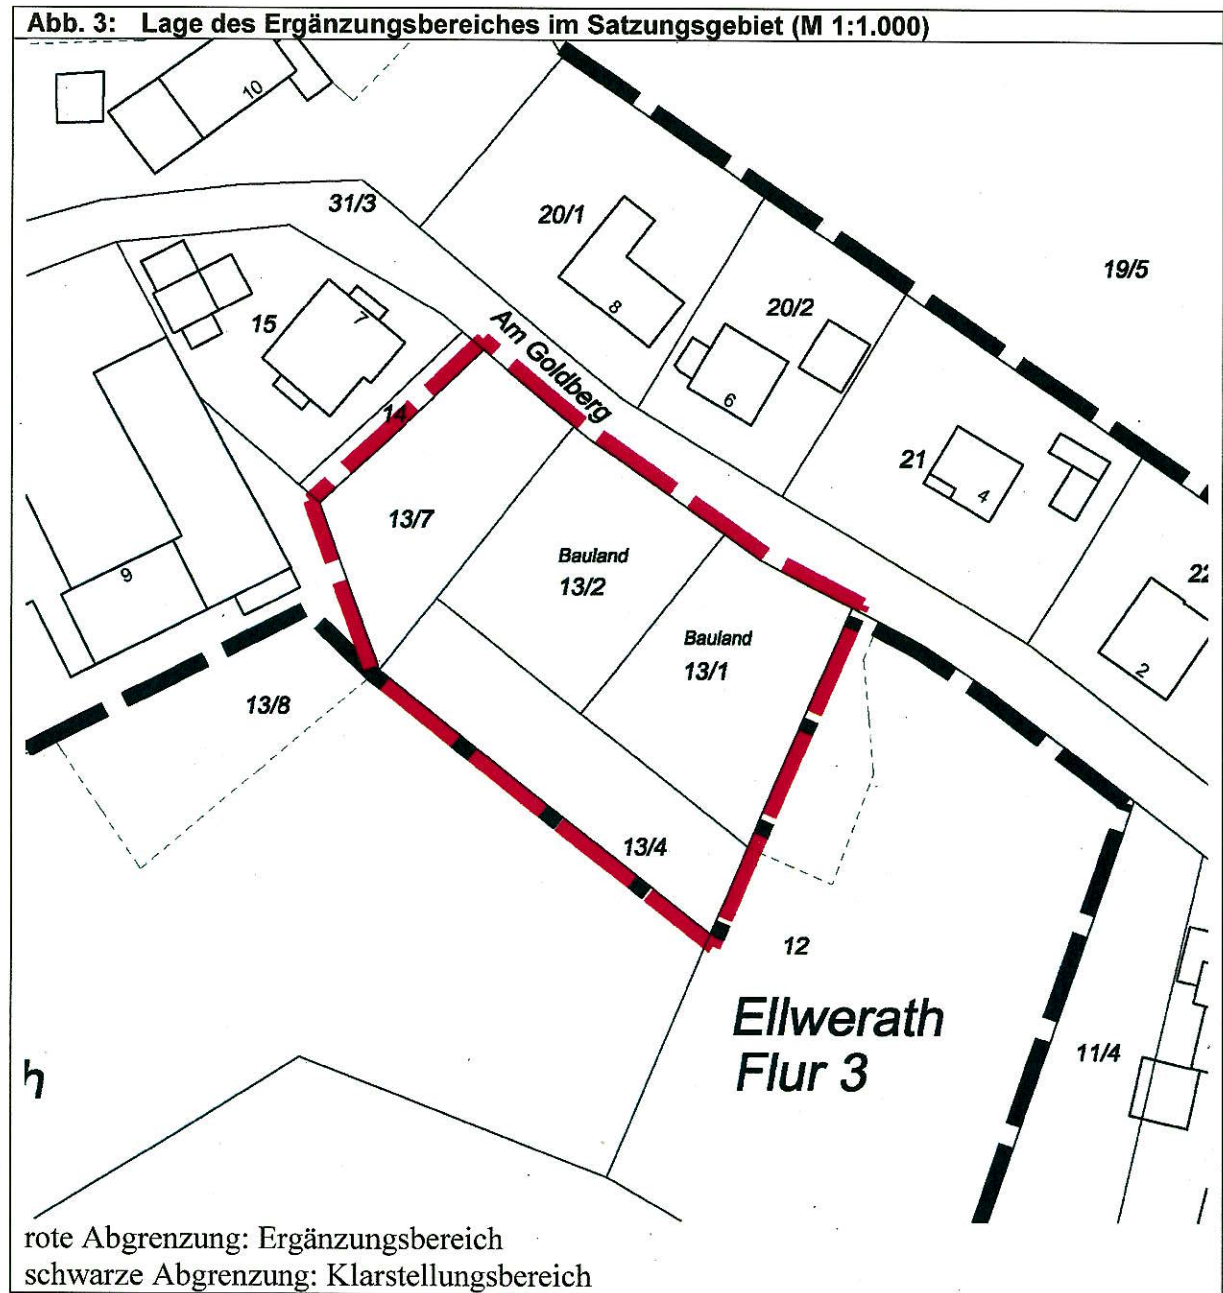 Abb. 3: Lage des Ergänzungsbereiches im Satzungsgebiet (M 1:1.000)
10
31/3
20/1
19/5
8
20/2
15
7
Am Goldberg
6
14
21
4
13/7
Bauland
13/2
9
22
Bauland
13/1
2
13/8
13/4
12
Ellwerath
Flur 3
11/4
h
rote Abgrenzung: Ergänzungsbereich
schwarze Abgrenzung: Klarstellungsbereich